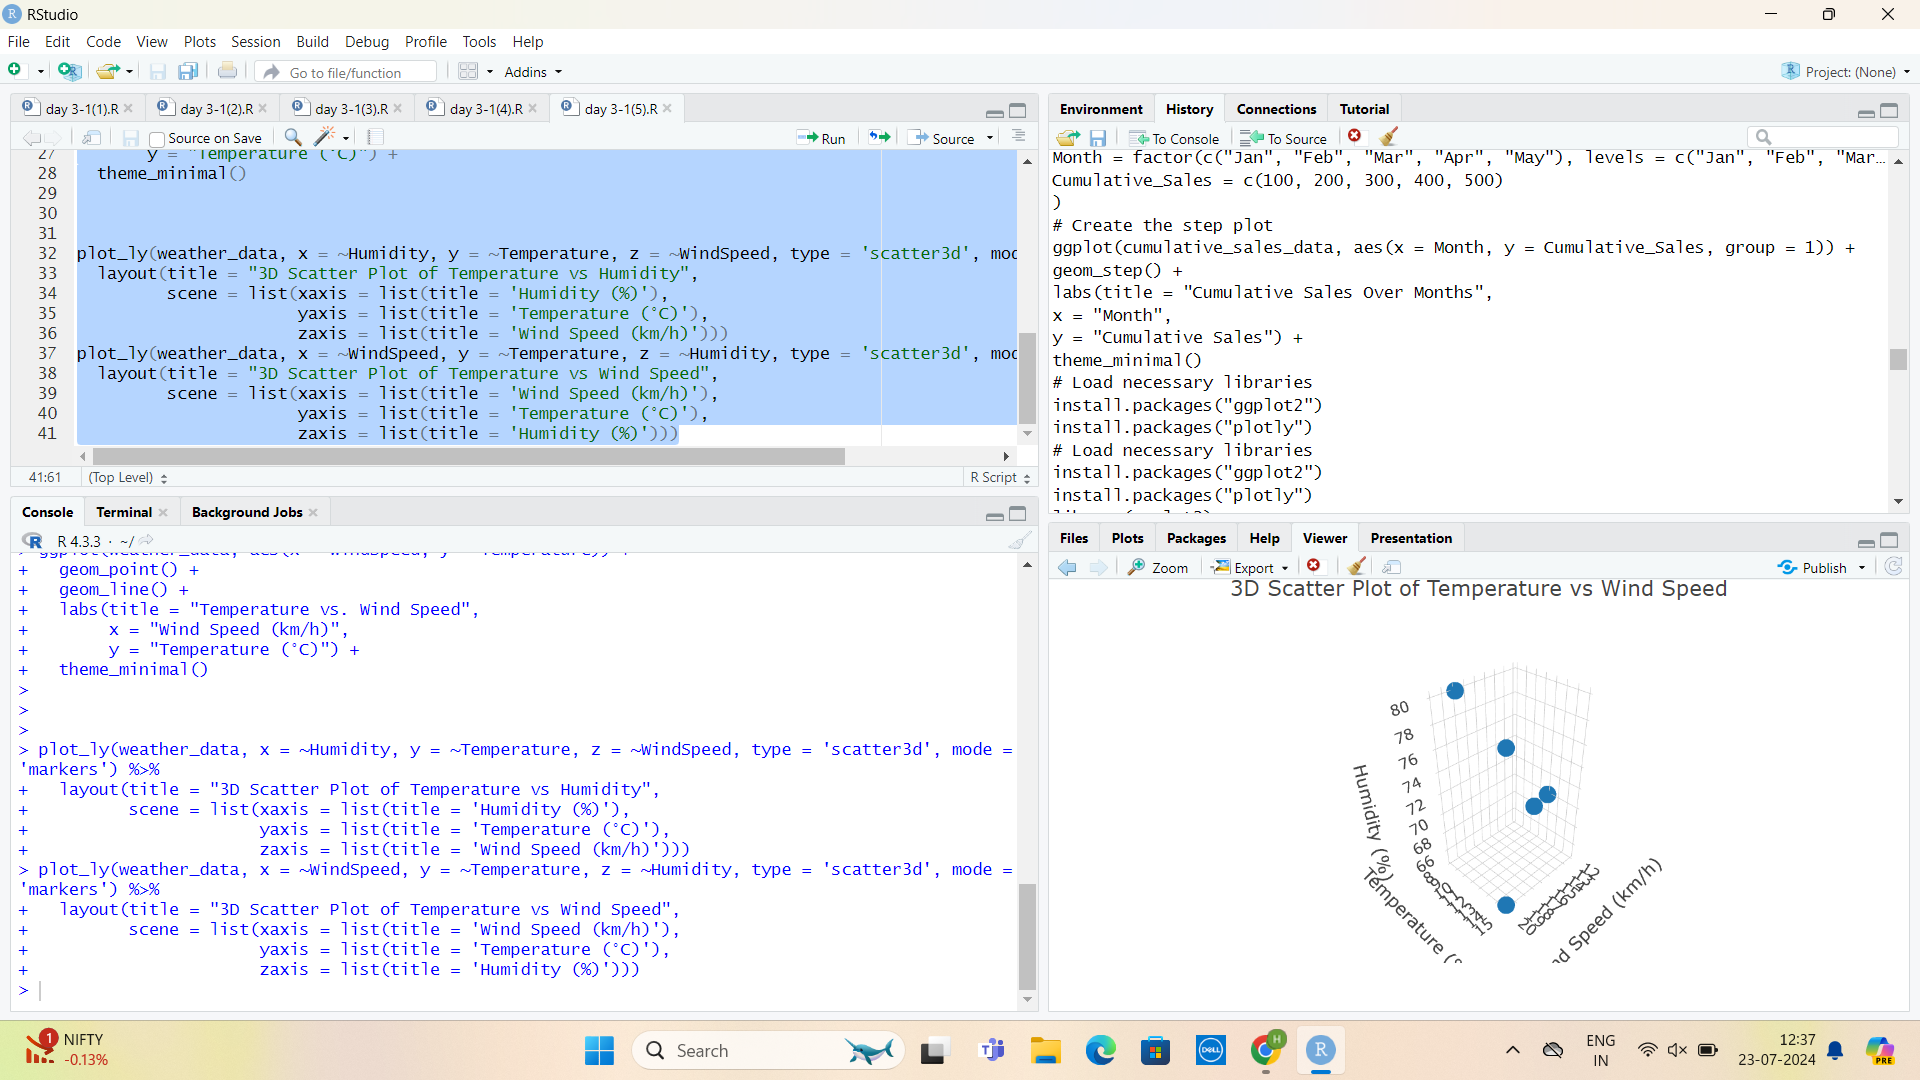 RStudio
File Edit Code View Plots Session Build Debug Profile Tools Help
Go to file/function Addins Project: (None)
day 3-1(1).R day 3-1(2).R day 3-1(3).R day 3-1(4).R day 3-1(5).R
Source on Save Run Source
27 y = "Temperature (°C)") +
28 theme_minimal()
29
30
31
32 plot_ly(weather_data, x = ~Humidity, y = ~Temperature, z = ~WindSpeed, type = 'scatter3d', mod
33 layout(title = "3D Scatter Plot of Temperature vs Humidity",
34 scene = list(xaxis = list(title = 'Humidity (%)'),
35 yaxis = list(title = 'Temperature (°C)'),
36 zaxis = list(title = 'Wind Speed (km/h)')))
37 plot_ly(weather_data, x = ~WindSpeed, y = ~Temperature, z = ~Humidity, type = 'scatter3d', mod
38 layout(title = "3D Scatter Plot of Temperature vs Wind Speed",
39 scene = list(xaxis = list(title = 'Wind Speed (km/h)'),
40 yaxis = list(title = 'Temperature (°C)'),
41 zaxis = list(title = 'Humidity (%)')))
41:61 (Top Level) R Script
Console Terminal Background Jobs
R 4.3.3 · ~/
> ggplot(weather_data, aes(x = WindSpeed, y = Temperature)) +
+ geom_point() +
+ geom_line() +
+ labs(title = "Temperature vs. Wind Speed",
+ x = "Wind Speed (km/h)",
+ y = "Temperature (°C)") +
+ theme_minimal()
>
>
>
> plot_ly(weather_data, x = ~Humidity, y = ~Temperature, z = ~WindSpeed, type = 'scatter3d', mode =
'markers') %>%
+ layout(title = "3D Scatter Plot of Temperature vs Humidity",
+ scene = list(xaxis = list(title = 'Humidity (%)'),
+ yaxis = list(title = 'Temperature (°C)'),
+ zaxis = list(title = 'Wind Speed (km/h)')))
> plot_ly(weather_data, x = ~WindSpeed, y = ~Temperature, z = ~Humidity, type = 'scatter3d', mode =
'markers') %>%
+ layout(title = "3D Scatter Plot of Temperature vs Wind Speed",
+ scene = list(xaxis = list(title = 'Wind Speed (km/h)'),
+ yaxis = list(title = 'Temperature (°C)'),
+ zaxis = list(title = 'Humidity (%)')))
>
Environment History Connections Tutorial
To Console To Source
Month = factor(c("Jan", "Feb", "Mar", "Apr", "May"), levels = c("Jan", "Feb", "Mar…
Cumulative_Sales = c(100, 200, 300, 400, 500)
)
# Create the step plot
ggplot(cumulative_sales_data, aes(x = Month, y = Cumulative_Sales, group = 1)) +
geom_step() +
labs(title = "Cumulative Sales Over Months",
x = "Month",
y = "Cumulative Sales") +
theme_minimal()
# Load necessary libraries
install.packages("ggplot2")
install.packages("plotly")
# Load necessary libraries
install.packages("ggplot2")
install.packages("plotly")
Files Plots Packages Help Viewer Presentation
Zoom Export Publish
3D Scatter Plot of Temperature vs Wind Speed
80
78
76
74
72
70
68
66
Humidity (%)
Temperature (
15
20
nd Speed (km/h)
1
NIFTY
-0.13%
Search
DELL
H
R
PRE
ENG
IN
12:37
23-07-2024